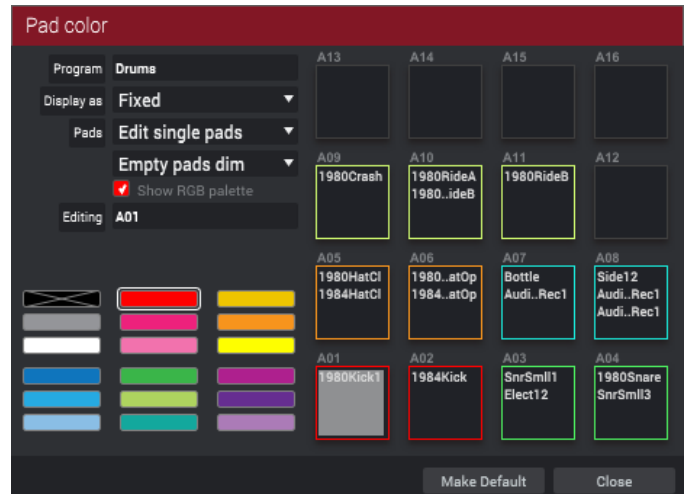 Pad color
Program Drums
Display as Fixed
Pads Edit single pads
Empty pads dim
Show RGB palette
Editing A01
A13 A14 A15 A16
A09 A10 A11 A12
1980Crash 1980RideA 1980RideB
1980..ideB
A05 A06 A07 A08
1980HatCl 1980..atOp Bottle Side12
1984HatCl 1984..atOp Audi..Rec1 Audi..Rec1
Audi..Rec1
A01 A02 A03 A04
1980Kick1 1984Kick SnrSmll1 1980Snare
Elect12 SnrSmll3
Make Default Close